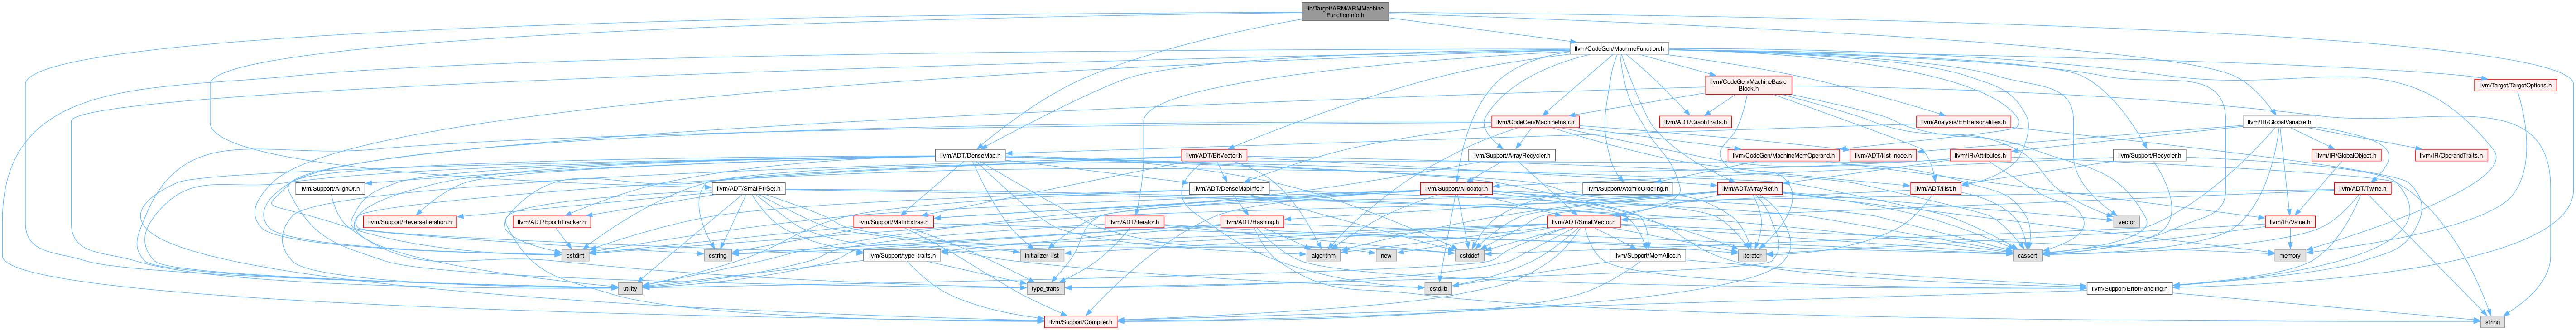 lib/Target/ARM/ARMMachine
FunctionInfo.h
llvm/CodeGen/MachineFunction.h
llvm/CodeGen/MachineBasic
Block.h
llvm/Target/TargetOptions.h
llvm/CodeGen/MachineInstr.h
llvm/ADT/GraphTraits.h
llvm/Analysis/EHPersonalities.h
llvm/IR/GlobalVariable.h
llvm/ADT/DenseMap.h
llvm/ADT/BitVector.h
llvm/Support/ArrayRecycler.h
llvm/CodeGen/MachineMemOperand.h
llvm/ADT/ilist_node.h
llvm/IR/Attributes.h
llvm/Support/Recycler.h
llvm/IR/GlobalObject.h
llvm/IR/OperandTraits.h
llvm/Support/AlignOf.h
llvm/ADT/SmallPtrSet.h
llvm/ADT/DenseMapInfo.h
llvm/Support/Allocator.h
llvm/Support/AtomicOrdering.h
llvm/ADT/ArrayRef.h
llvm/ADT/ilist.h
llvm/ADT/Twine.h
llvm/Support/ReverseIteration.h
llvm/ADT/EpochTracker.h
llvm/Support/MathExtras.h
llvm/ADT/iterator.h
llvm/ADT/Hashing.h
llvm/ADT/SmallVector.h
vector
llvm/IR/Value.h
cstdint
cstring
llvm/Support/type_traits.h
initializer_list
algorithm
new
cstddef
llvm/Support/MemAlloc.h
iterator
cassert
memory
utility
type_traits
cstdlib
llvm/Support/ErrorHandling.h
llvm/Support/Compiler.h
string